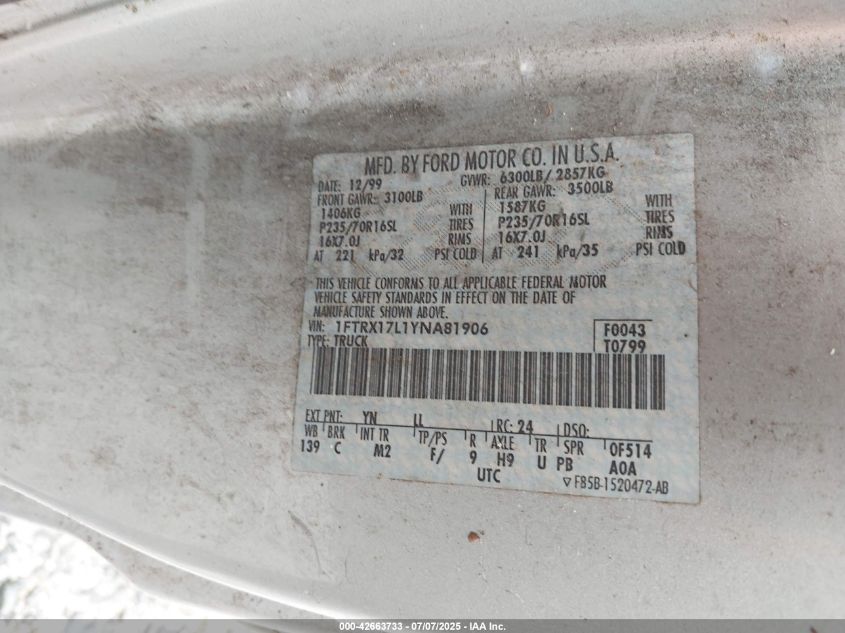 MFD. BY FORD MOTOR CO. IN U.S.A.
DATE: 12/99 GVWR: 6300LB/ 2857KG
FRONT GAWR: 3100LB REAR GAWR: 3500LB
1406KG WITH 1587KG WITH
P235/70R16SL TIRES P235/70R16SL TIRES
16X7.0J RIMS 16X7.0J RIMS
AT 221 kPa/32 PSI COLD AT 241 kPa/35 PSI COLD
THIS VEHICLE CONFORMS TO ALL APPLICABLE FEDERAL MOTOR
VEHICLE SAFETY STANDARDS IN EFFECT ON THE DATE OF
MANUFACTURE SHOWN ABOVE.
VIN: 1FTRX17L1YNA81906 F0043
TYPE: TRUCK T0799
EXT PNT: YN LL RC: 24 DSO:
WB BRK INT TR TP/PS R AXLE TR SPR 0F514
139 C M2 F/ 9 H9 U PB A0A
UTC ▽ F85B-1520472-AB
000-42663733 - 07/07/2025 - IAA Inc.